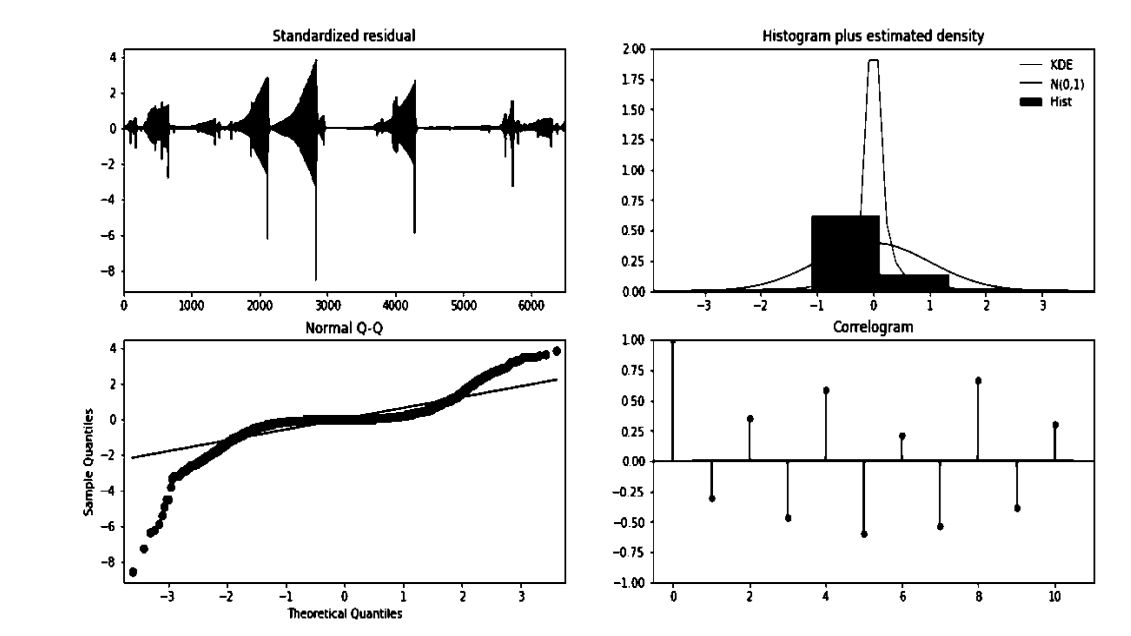 Standardized residual
4
2
0
−2
−4
−6
−8
0 1000 2000 3000 4000 5000 6000
Histogram plus estimated density
2.00
1.75
1.50
1.25
1.00
0.75
0.50
0.25
0.00
KDE
N(0,1)
Hist
−3 −2 −1 0 1 2 3
Normal Q-Q
Sample Quantiles
4
2
0
−2
−4
−6
−8
−3 −2 −1 0 1 2 3
Theoretical Quantiles
Correlogram
1.00
0.75
0.50
0.25
0.00
−0.25
−0.50
−0.75
−1.00
0 2 4 6 8 10